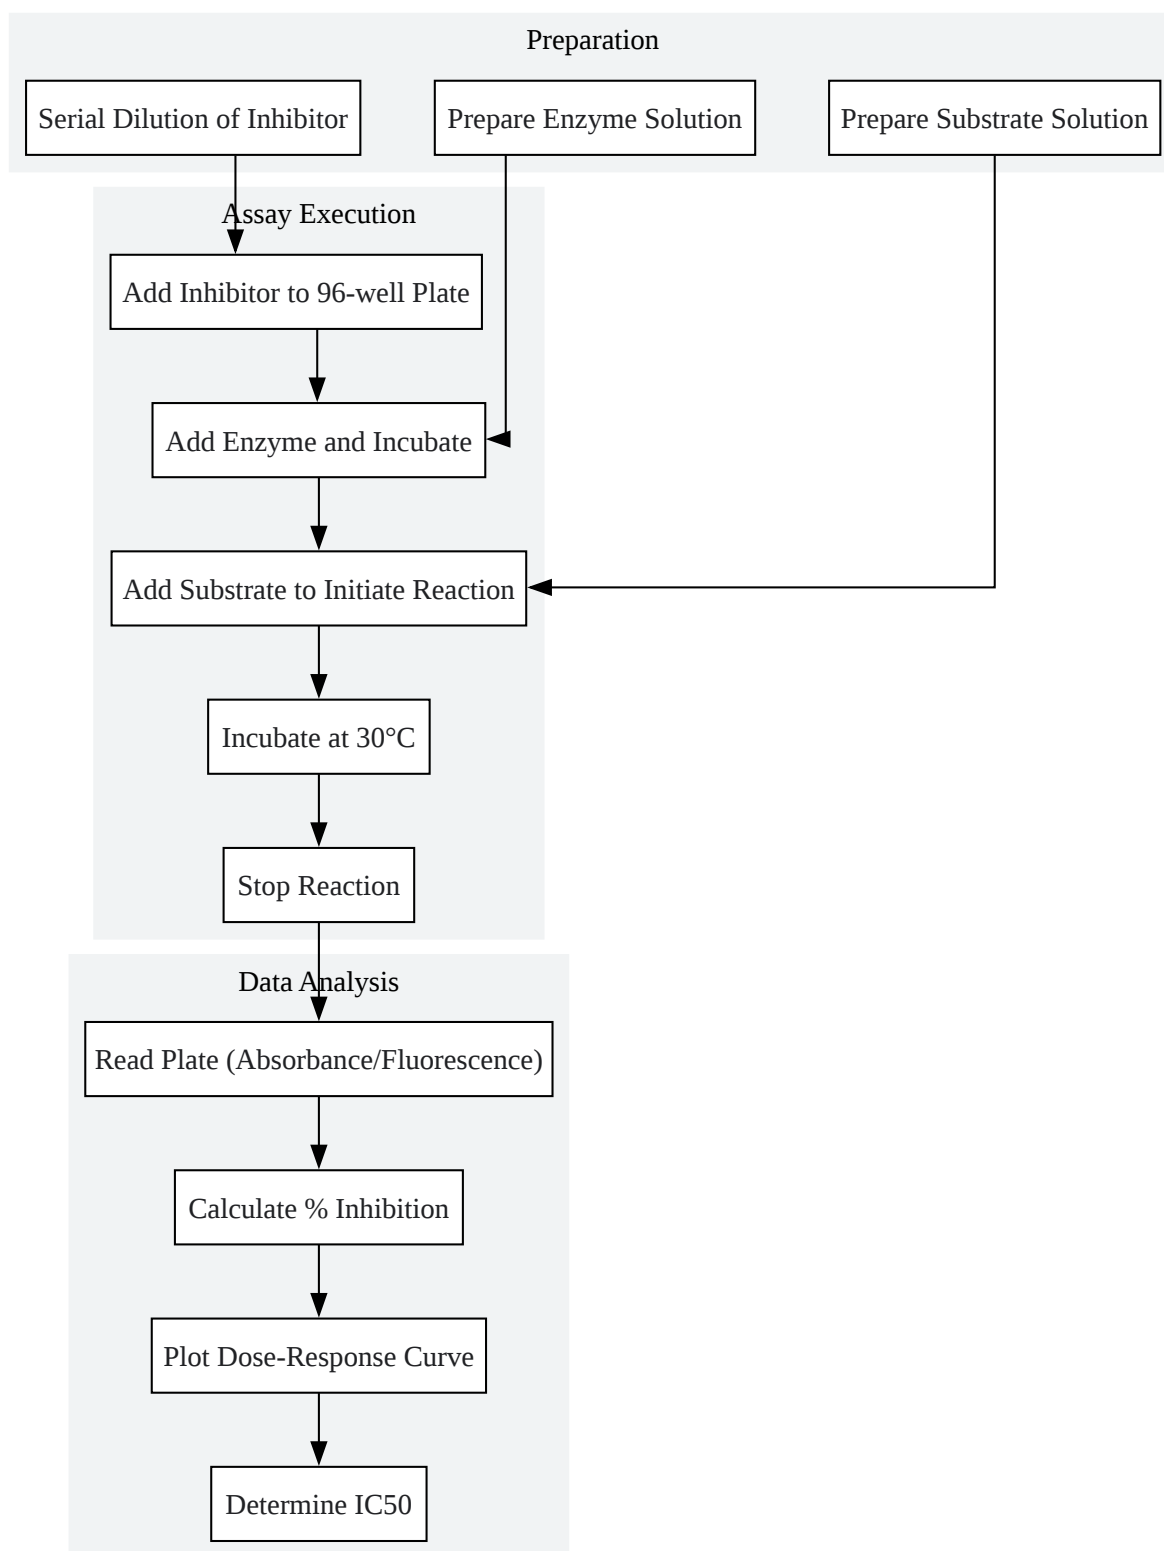 Preparation
Serial Dilution of Inhibitor
Prepare Enzyme Solution
Prepare Substrate Solution
Assay Execution
Add Inhibitor to 96-well Plate
Add Enzyme and Incubate
Add Substrate to Initiate Reaction
Incubate at 30°C
Stop Reaction
Data Analysis
Read Plate (Absorbance/Fluorescence)
Calculate % Inhibition
Plot Dose-Response Curve
Determine IC50